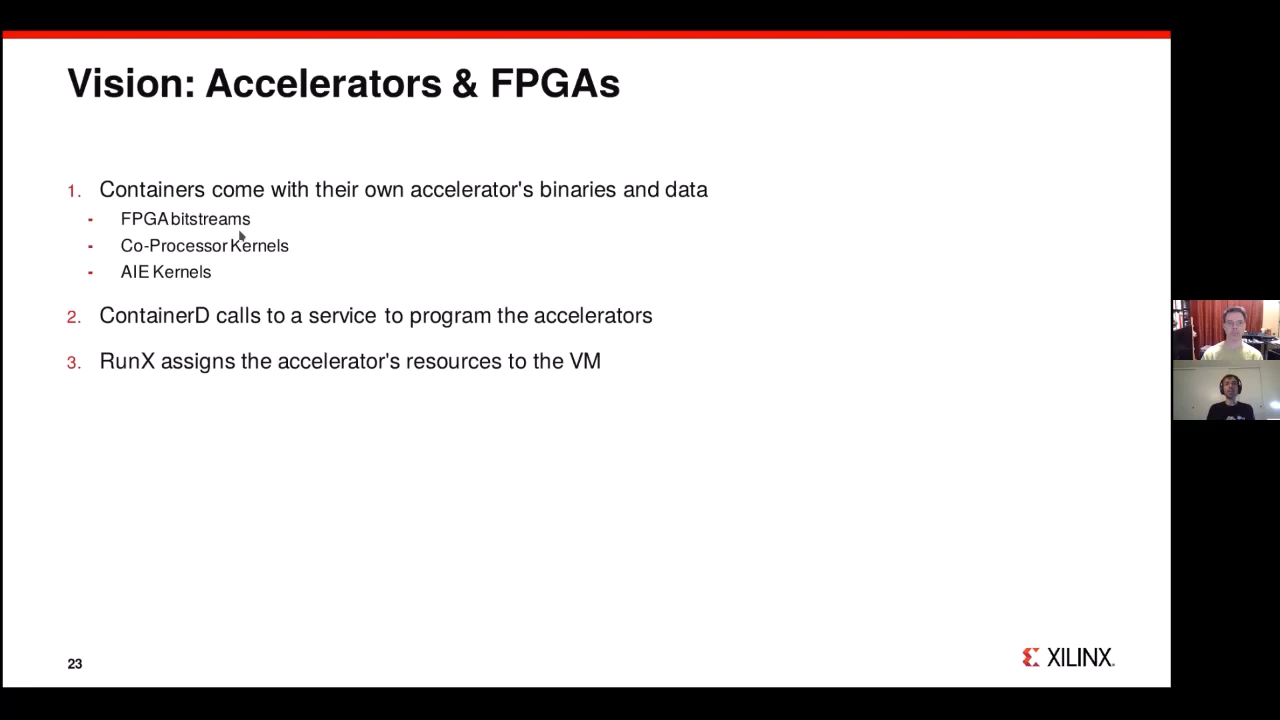 Vision: Accelerators & FPGAs
1. Containers come with their own accelerator's binaries and data
- FPGA bitstreams
- Co-Processor Kernels
- AIE Kernels
2. ContainerD calls to a service to program the accelerators
3. RunX assigns the accelerator's resources to the VM
23
XILINX.